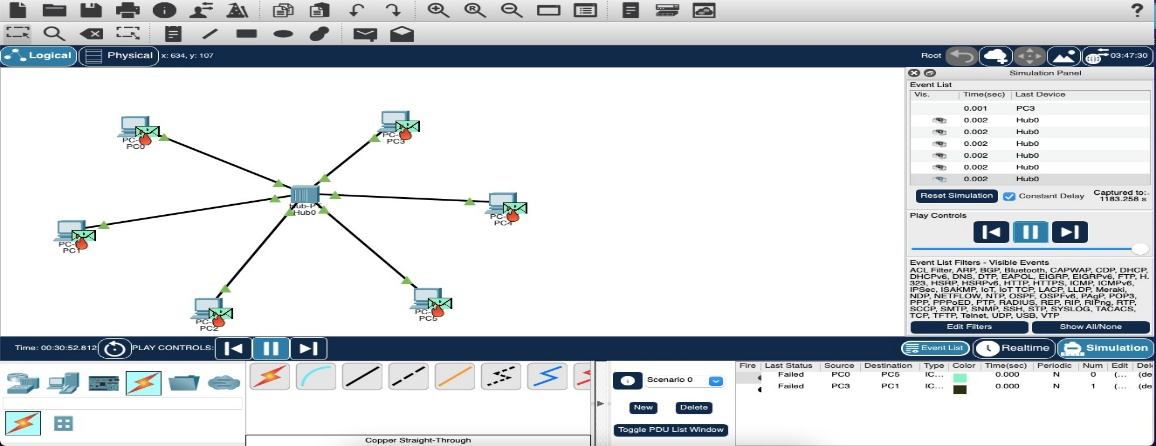 ?
Logical
Physical
x: 634, y: 107
Root
03:47:30
Simulation Panel
Event List
Vis.
Time(sec)
Last Device
0.001
PC3
0.002
Hub0
0.002
Hub0
0.002
Hub0
0.002
Hub0
0.002
Hub0
0.002
Hub0
Reset Simulation
Constant Delay
Captured to:
1183.258 s
Play Controls
Event List Filters - Visible Events
ACL Filter, ARP, BGP, Bluetooth, CAPWAP, CDP, DHCP,
DHCPv6, DNS, DTP, EAPOL, EIGRP, EIGRPv6, FTP, H.
323, HSRP, HSRPv6, HTTP, HTTPS, ICMP, ICMPv6,
IPSec, ISAKMP, IoT, IoT TCP, LACP, LLDP, Meraki,
NDP, NETFLOW, NTP, OSPF, OSPFv6, PAgP, POP3,
PPP, PPPoED, PTP, RADIUS, REP, RIP, RIPng, RTP,
SCCP, SMTP, SNMP, SSH, STP, SYSLOG, TACACS,
TCP, TFTP, Telnet, UDP, USB, VTP
Edit Filters
Show All/None
PC0
PC3
Hub0
PC1
PC2
PC5
Time: 00:30:52.812
PLAY CONTROLS:
Event List
Realtime
Simulation
Scenario 0
New
Delete
Toggle PDU List Window
Fire
Last Status
Source
Destination
Type
Color
Time(sec)
Periodic
Num
Edit
Failed
PC0
PC5
IC...
0.000
N
0
(...
(de
Failed
PC3
PC1
IC...
0.000
N
1
(...
(de
Copper Straight-Through